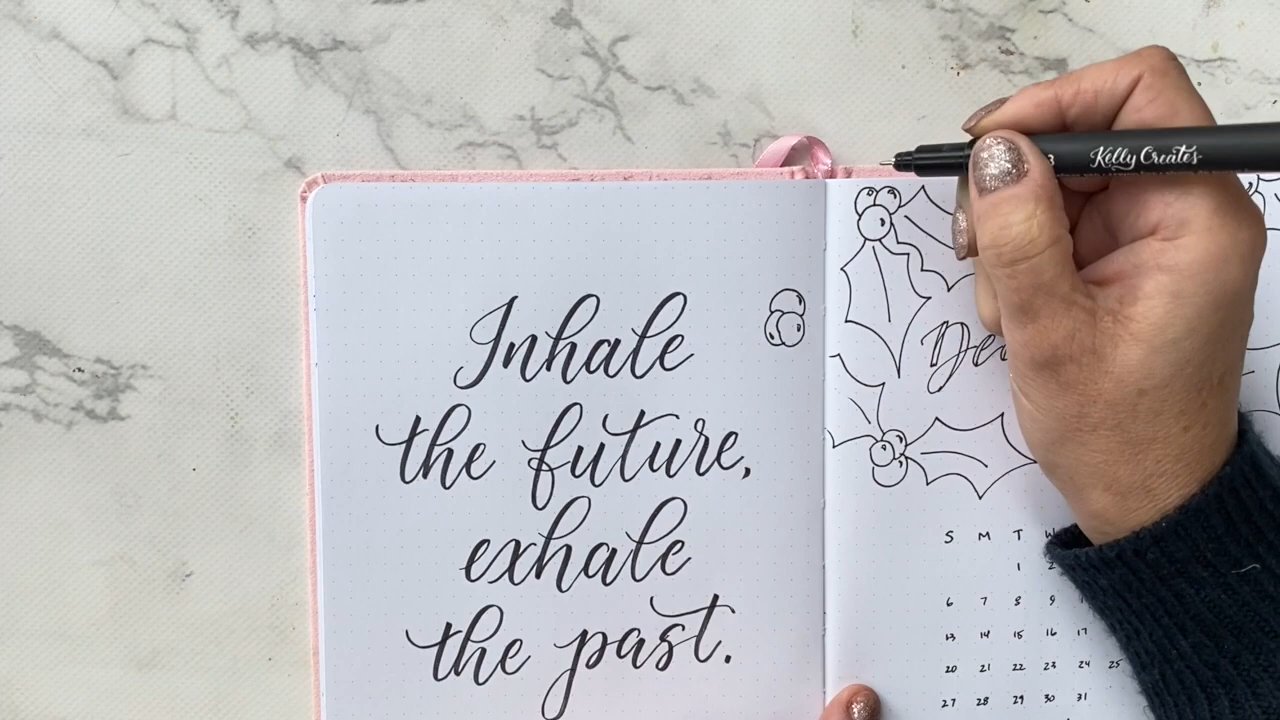 Inhale
the future,
exhale
the past.
Kelly Creates
S M T W
1 2
6 7 8 9
13 14 15 16 17
20 21 22 23 24 25
27 28 29 30 31